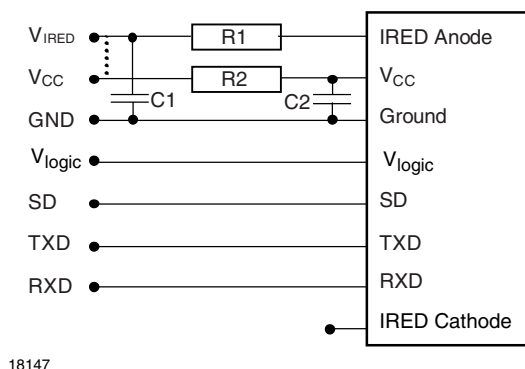 VIRED R1 IRED Anode
VCC R2 VCC
C1 C2
GND Ground
Vlogic Vlogic
SD SD
TXD TXD
RXD RXD
IRED Cathode
18147